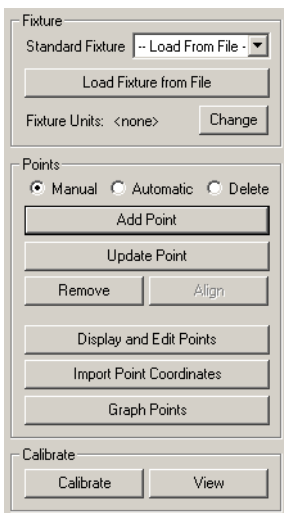 Fixture
Standard Fixture -- Load From File -
Load Fixture from File
Fixture Units: <none> Change
Points
Manual Automatic Delete
Add Point
Update Point
Remove Align
Display and Edit Points
Import Point Coordinates
Graph Points
Calibrate
Calibrate View